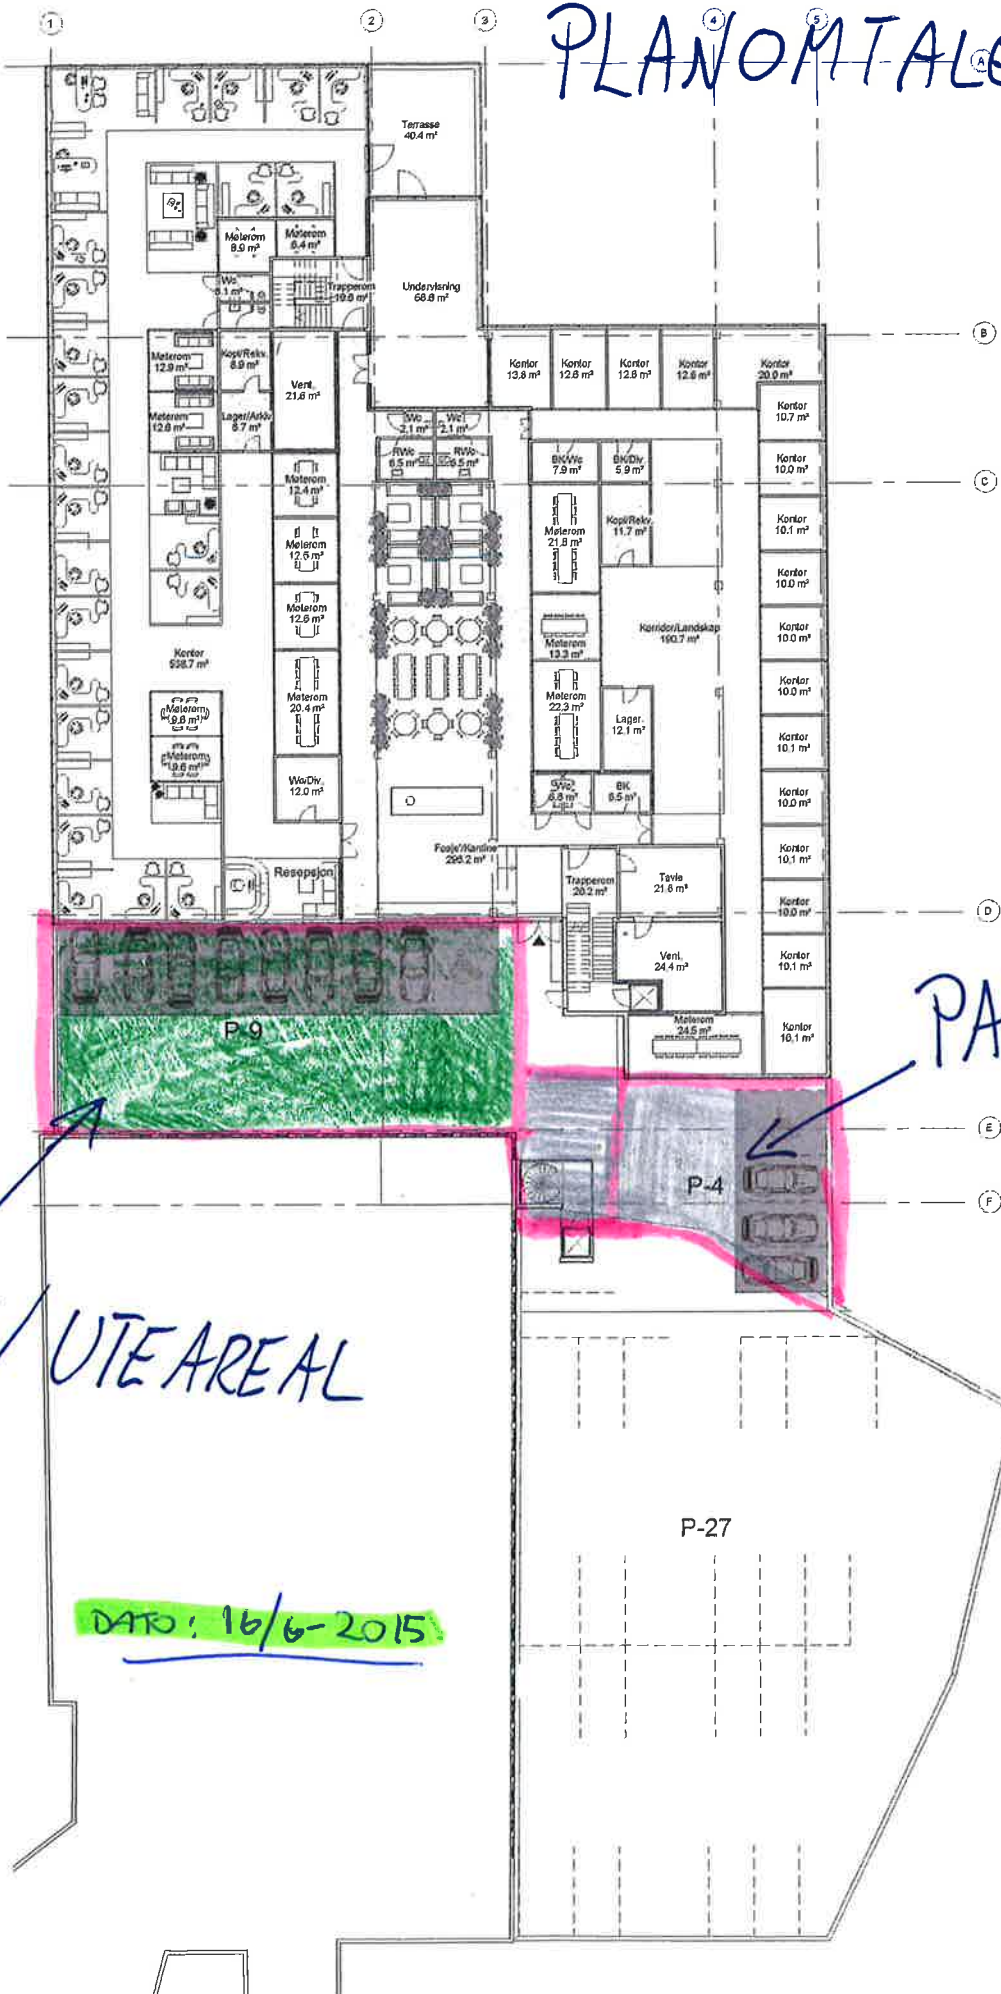 1
2
3
4
5
PLANOMTALE
A
Terrasse
40.4 m²
Møterom
8.9 m²
Møterom
6.4 m²
Wc
Trapperom
Undervisning
68.8 m²
B
Møterom
12.9 m²
Kopi/Rekv.
8.9 m²
Vent.
21.6 m²
Kontor
13.8 m²
Kontor
12.6 m²
Kontor
12.6 m²
Kontor
12.6 m²
Kontor
20.0 m²
Møterom
12.8 m²
Lager/Arkiv
8.7 m²
Kontor
10.7 m²
Wc
2.1 m²
Wc
2.1 m²
RWc
6.5 m²
RWc
6.5 m²
BK/Wc
7.9 m²
BK/Div
5.9 m²
Kontor
10.0 m²
C
Møterom
12.4 m²
Møterom
21.8 m²
Kopi/Rekv.
11.7 m²
Kontor
10.1 m²
Møterom
12.5 m²
Kontor
10.0 m²
Møterom
12.6 m²
Korridor/Landskap
190.7 m²
Kontor
10.0 m²
Møterom
13.3 m²
Kontor
Kontor
10.0 m²
Møterom
20.4 m²
Møterom
22.3 m²
Lager
12.1 m²
Møterom
9.8 m²
Kontor
10.1 m²
Møterom
9.6 m²
Wc/Div.
12.0 m²
Wc
6.8 m²
BK
6.5 m²
Kontor
10.0 m²
Foaje'/Kantine
Kontor
10.1 m²
Resepsjon
Trapperom
20.2 m²
Tavle
21.6 m²
Kontor
10.0 m²
D
Vent.
24.4 m²
Kontor
10.1 m²
P-9
Møterom
24.5 m²
Kontor
16.1 m²
PA
E
P-4
F
UTEAREAL
P-27
DATO: 16/6-2015